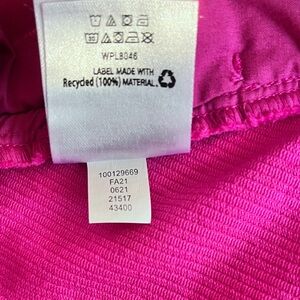 WPL8046
LABEL MADE WITH
Recycled (100%) MATERIAL.
100129669
FA21
0621
21517
43400